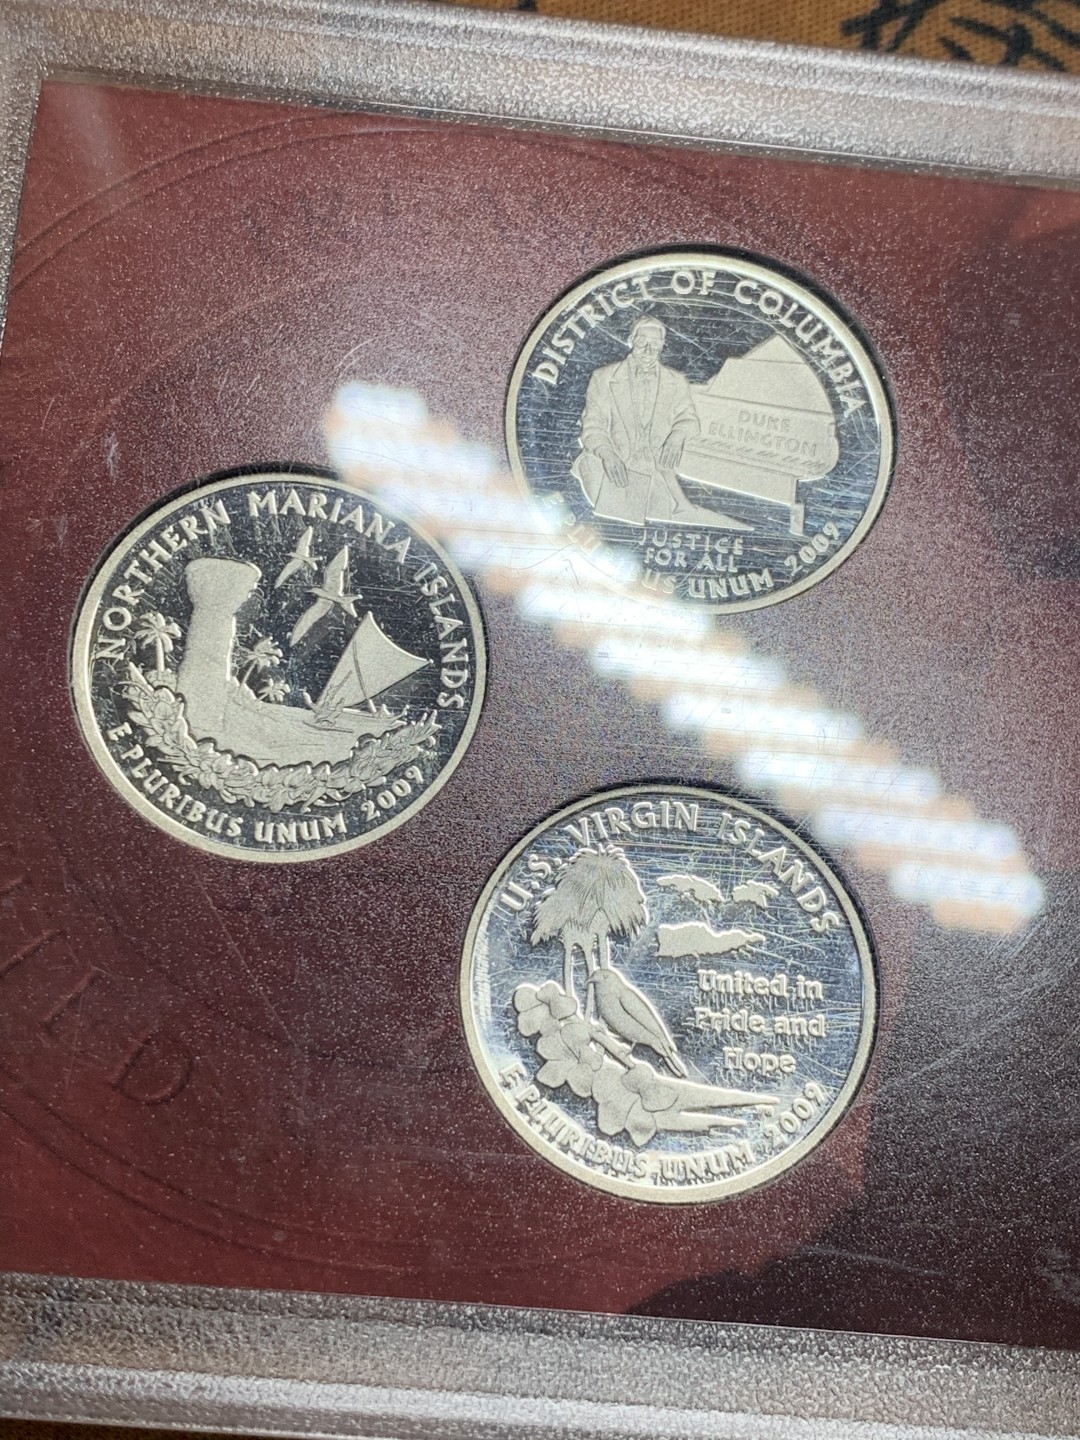 DISTRICT OF COLUMBIA
DUKE
ELLINGTON
JUSTICE
FOR ALL
E PLURIBUS UNUM 2009
NORTHERN MARIANA ISLANDS
E PLURIBUS UNUM 2009
U.S. VIRGIN ISLANDS
United in
Pride and
Hope
E PLURIBUS UNUM 2009